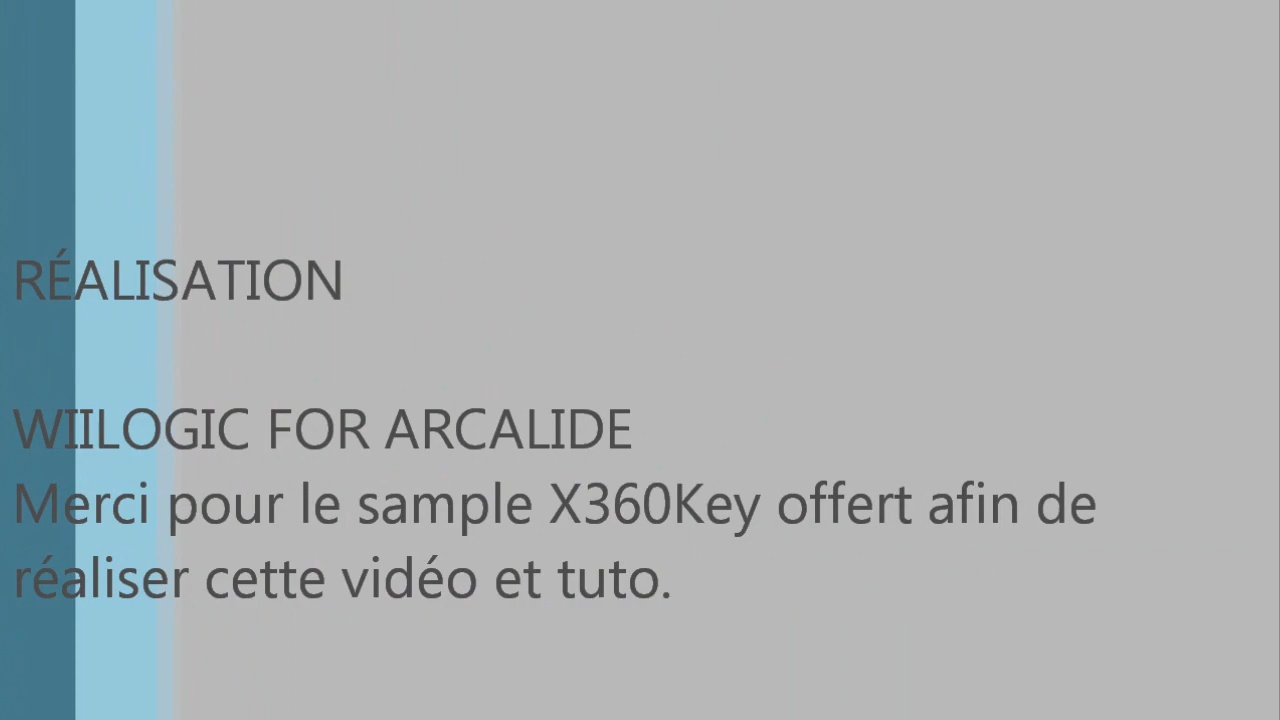 RÉALISATION
WIILOGIC FOR ARCALIDE
Merci pour le sample X360Key offert afin de
réaliser cette vidéo et tuto.